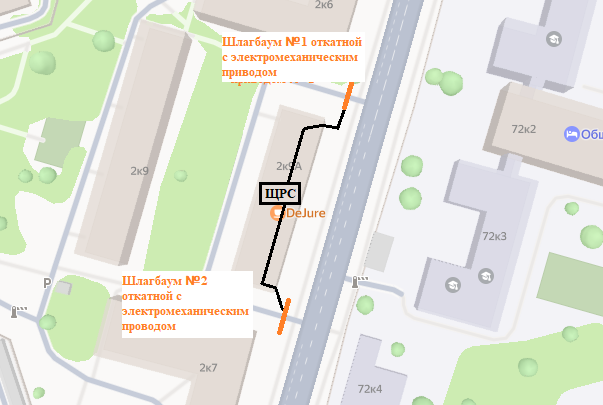 2к6
Шлагбаум №1 откатной
с электромеханическим
приводом
72к2
Общ
2к9
2к9А
ЩРС
DeJure
72к3
P
Шлагбаум №2
откатной с
электромеханическим
проводом
2к7
72к4